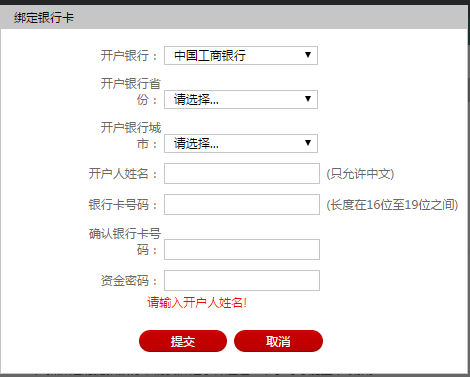 绑定银行卡
开户银行： 中国工商银行
开户银行省
份： 请选择...
开户银行城
市： 请选择...
开户人姓名： (只允许中文)
银行卡号码： (长度在16位至19位之间)
确认银行卡号
码：
资金密码：
请输入开户人姓名!
提交 取消